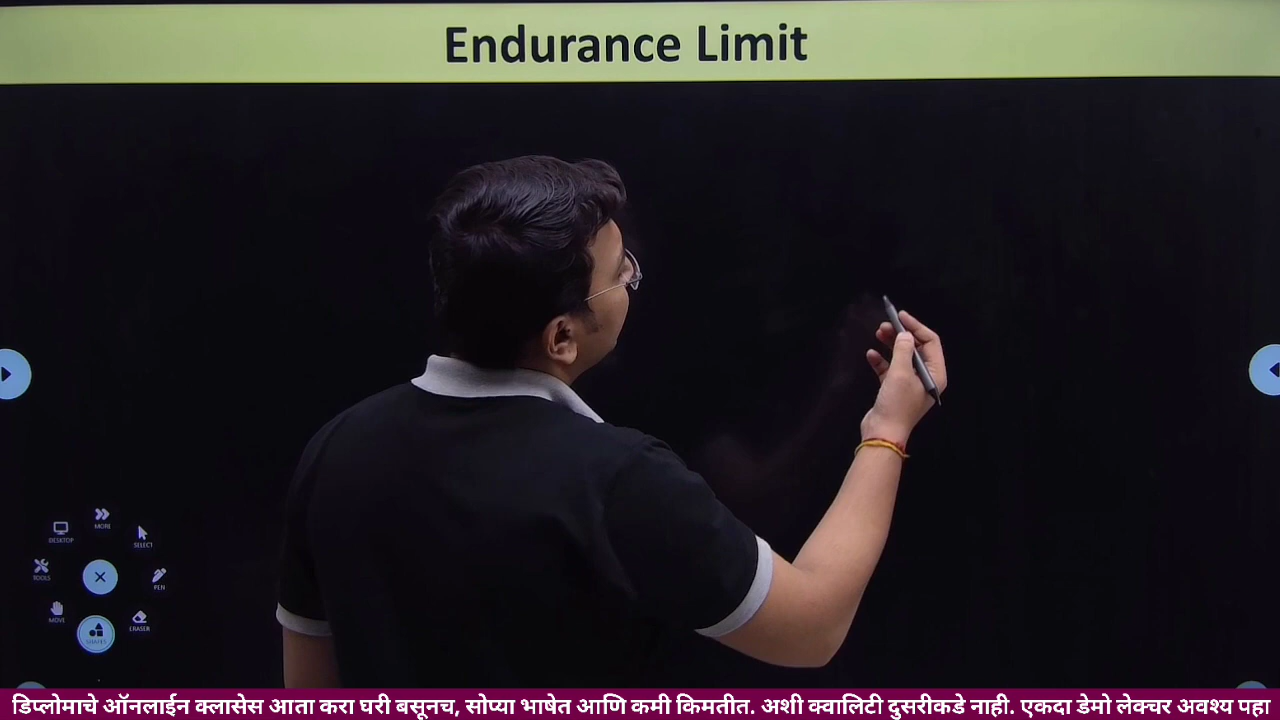 Endurance Limit
MORE
DESKTOP
SELECT
TOOLS
PEN
MOVE
ERASER
SHAPES
डिप्लोमाचे ऑनलाईन क्लासेस आता करा घरी बसूनच, सोप्या भाषेत आणि कमी किमतीत. अशी क्वालिटी दुसरीकडे नाही. एकदा डेमो लेक्चर अवश्य पहा